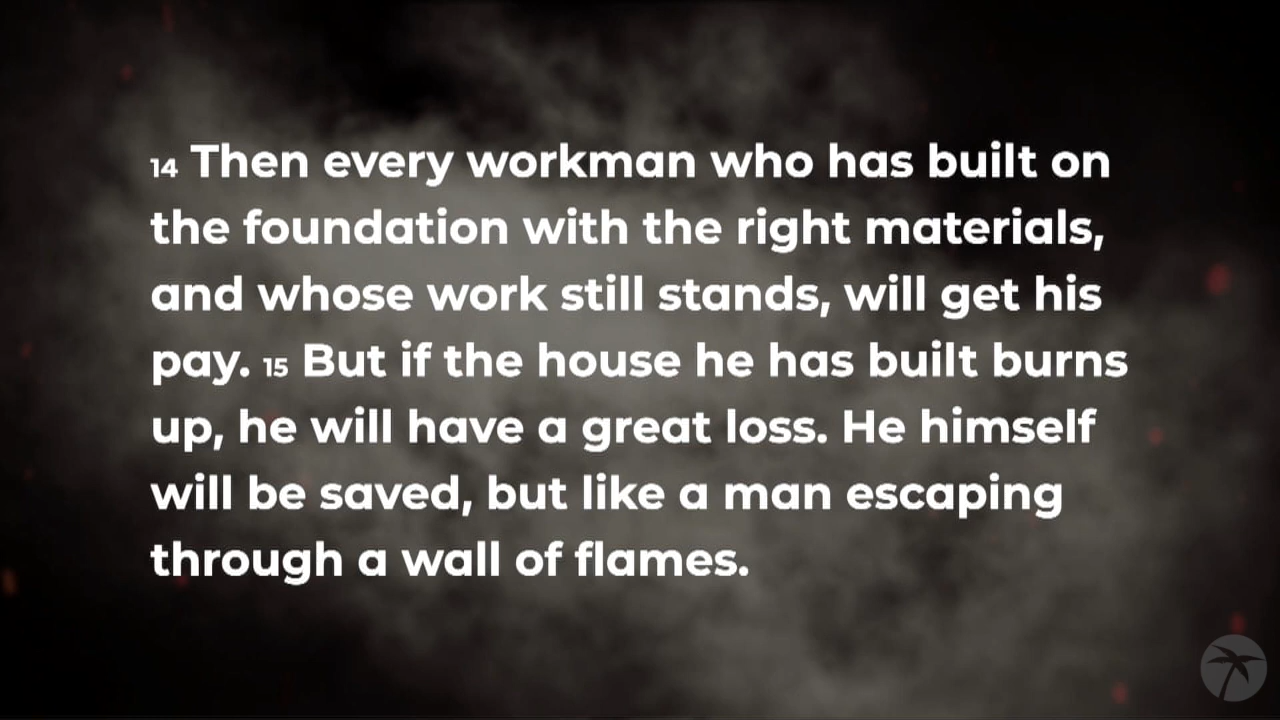 14 Then every workman who has built on
the foundation with the right materials,
and whose work still stands, will get his
pay. 15 But if the house he has built burns
up, he will have a great loss. He himself
will be saved, but like a man escaping
through a wall of flames.